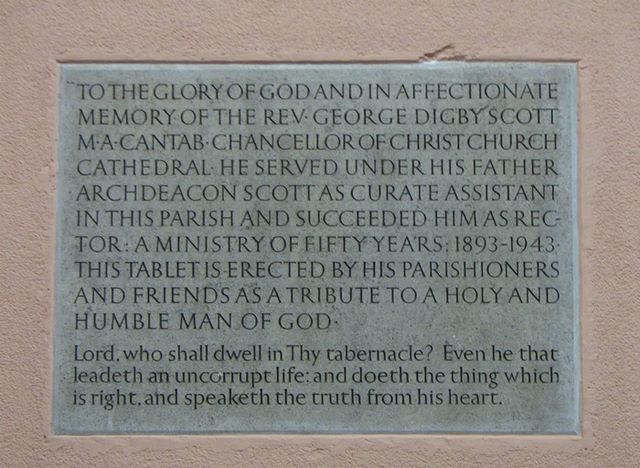 TO THE GLORY OF GOD AND IN AFFECTIONATE
MEMORY OF THE REV· GEORGE DIGBY SCOTT
M·A·CANTAB· CHANCELLOR OF CHRIST CHURCH
CATHEDRAL· HE SERVED UNDER HIS FATHER
ARCHDEACON SCOTT AS CURATE ASSISTANT
IN THIS PARISH AND SUCCEEDED HIM AS REC-
TOR: A MINISTRY OF FIFTY YEARS: 1893-1943·
THIS TABLET IS ERECTED BY HIS PARISHIONERS
AND FRIENDS AS A TRIBUTE TO A HOLY AND
HUMBLE MAN OF GOD·
Lord, who shall dwell in Thy tabernacle? Even he that
leadeth an uncorrupt life: and doeth the thing which
is right, and speaketh the truth from his heart.